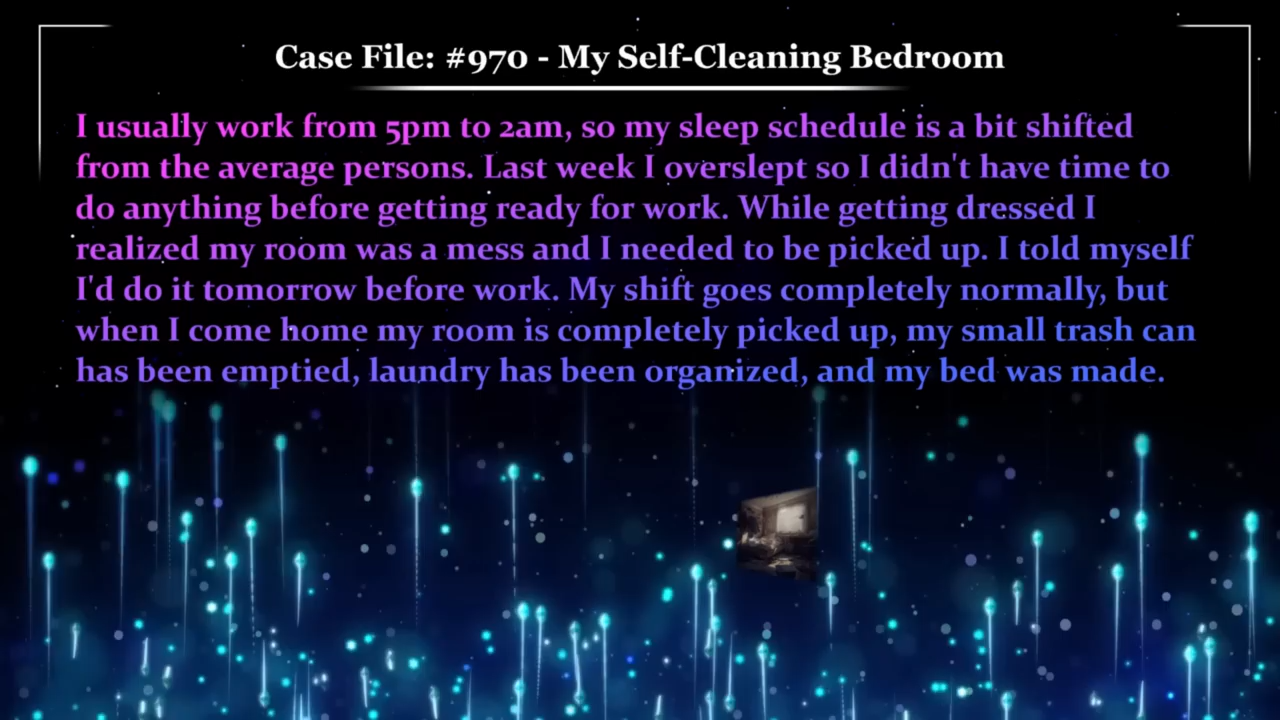 Case File: #970 - My Self-Cleaning Bedroom
I usually work from 5pm to 2am, so my sleep schedule is a bit shifted
from the average persons. Last week I overslept so I didn't have time to
do anything before getting ready for work. While getting dressed I
realized my room was a mess and I needed to be picked up. I told myself
I'd do it tomorrow before work. My shift goes completely normally, but
when I come home my room is completely picked up, my small trash can
has been emptied, laundry has been organized, and my bed was made.